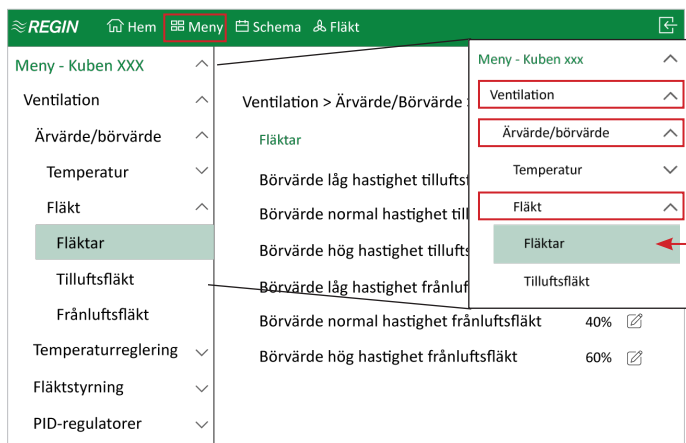 REGIN Hem Meny Schema Fläkt
Meny - Kuben XXX
Ventilation
Ärvärde/börvärde
Temperatur
Fläkt
Fläktar
Tilluftsfläkt
Frånluftsfläkt
Temperaturreglering
Fläktstyrning
PID-regulatorer
Ventilation > Ärvärde/Börvärde
Fläktar
Börvärde låg hastighet tillufts
Börvärde normal hastighet till
Börvärde hög hastighet tillufts
Börvärde låg hastighet frånluf
Börvärde normal hastighet frånluftsfläkt 40%
Börvärde hög hastighet frånluftsfläkt 60%
Meny - Kuben xxx
Ventilation
Ärvärde/börvärde
Temperatur
Fläkt
Fläktar
Tilluftsfläkt